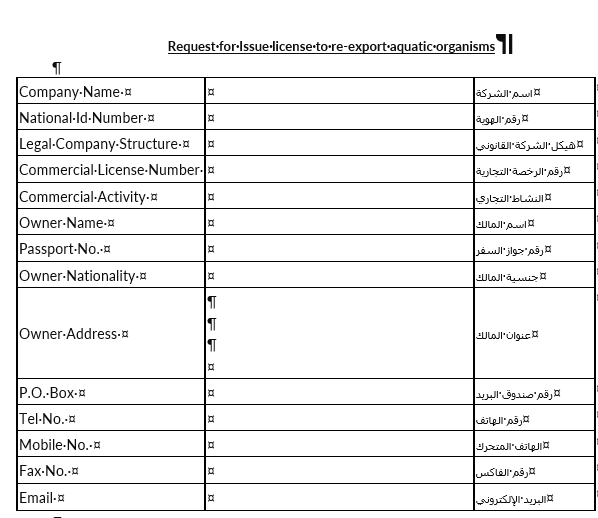 Request for Issue license to re-export aquatic organisms
Company Name اسم الشركة
National Id Number رقم الهوية
Legal Company Structure هيكل الشركة القانوني
Commercial License Number رقم الرخصة التجارية
Commercial Activity النشاط التجاري
Owner Name اسم المالك
Passport No. رقم جواز السفر
Owner Nationality جنسية المالك
Owner Address عنوان المالك
P.O. Box رقم صندوق البريد
Tel No. رقم الهاتف
Mobile No. الهاتف المتحرك
Fax No. رقم الفاكس
Email البريد الإلكتروني